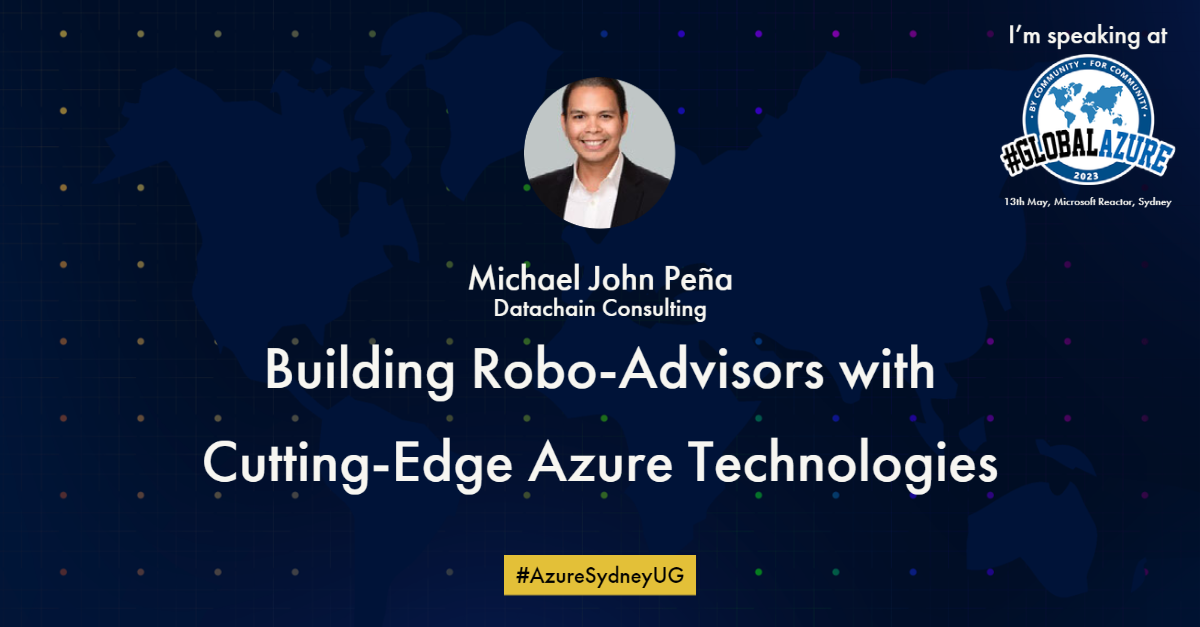 I'm speaking at
BY COMMUNITY • FOR COMMUNITY
#GLOBALAZURE
2023
13th May, Microsoft Reactor, Sydney
Michael John Peña
Datachain Consulting
Building Robo-Advisors with
Cutting-Edge Azure Technologies
#AzureSydneyUG